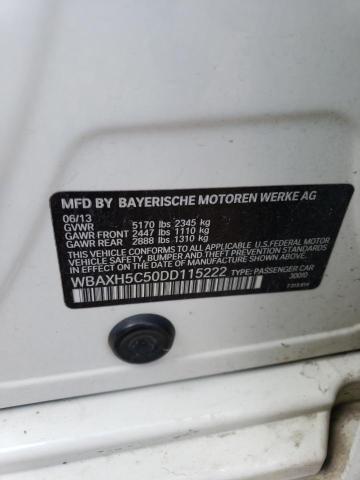 MFD BY BAYERISCHE MOTOREN WERKE AG
06/13
GVWR 5170 lbs 2345 kg
GAWR FRONT 2447 lbs 1110 kg
GAWR REAR 2888 lbs 1310 kg
THIS VEHICLE CONFORMS TO ALL APPLICABLE U.S.FEDERAL MOTOR
VEHICLE SAFETY, BUMPER, AND THEFT PREVENTION STANDARDS IN
EFFECT ON THE DATE OF MANUFACTURE SHOWN ABOVE.
WBAXH5C50DD115222 TYPE: PASSENGER CAR
300/0